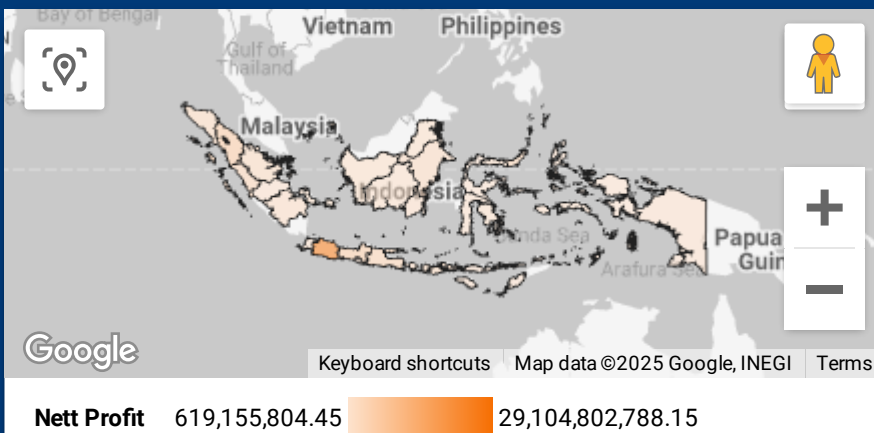 Bay of Bengal
Vietnam
Philippines
Gulf of
Thailand
Malaysia
Indonesia
Banda Sea
Papua
Guin
Arafura Sea
Google
Keyboard shortcuts
Map data ©2025 Google, INEGI
Terms
Nett Profit 619,155,804.45 29,104,802,788.15